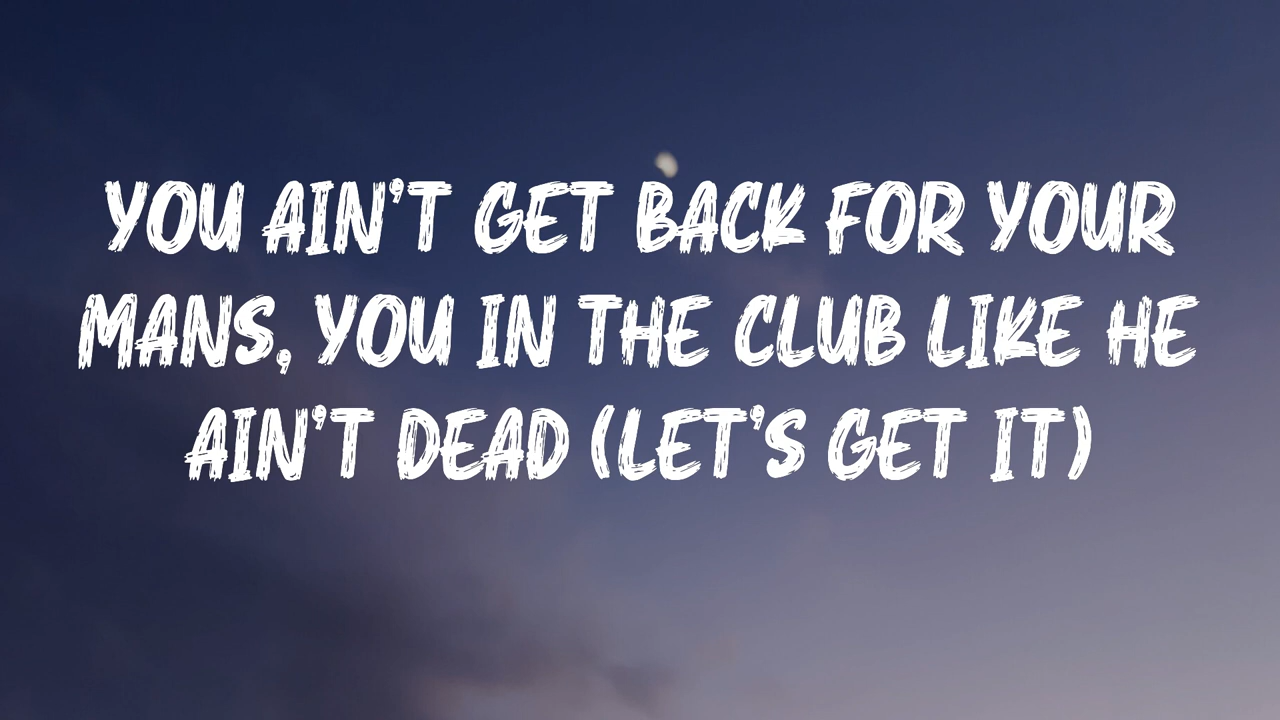 YOU AIN'T GET BACK FOR YOUR
MANS, YOU IN THE CLUB LIKE HE
AIN'T DEAD (LET'S GET IT)